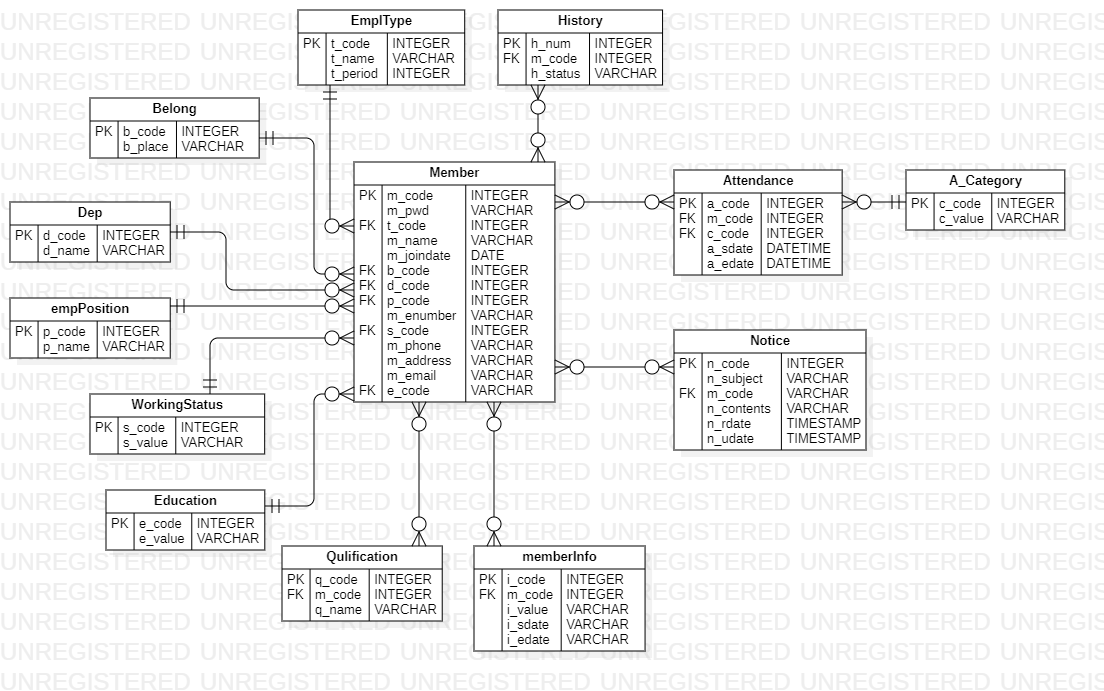 EmplType
PK t_code INTEGER
t_name VARCHAR
t_period INTEGER
History
PK h_num INTEGER
FK m_code INTEGER
h_status VARCHAR
Belong
PK b_code INTEGER
b_place VARCHAR
Member
PK m_code INTEGER
m_pwd VARCHAR
FK t_code INTEGER
m_name VARCHAR
m_joindate DATE
FK b_code INTEGER
FK d_code INTEGER
FK p_code INTEGER
m_enumber VARCHAR
FK s_code INTEGER
m_phone VARCHAR
m_address VARCHAR
m_email VARCHAR
FK e_code VARCHAR
Attendance
PK a_code INTEGER
FK m_code INTEGER
FK c_code INTEGER
a_sdate DATETIME
a_edate DATETIME
A_Category
PK c_code INTEGER
c_value VARCHAR
Dep
PK d_code INTEGER
d_name VARCHAR
empPosition
PK p_code INTEGER
p_name VARCHAR
Notice
PK n_code INTEGER
n_subject VARCHAR
FK m_code VARCHAR
n_contents VARCHAR
n_rdate TIMESTAMP
n_udate TIMESTAMP
WorkingStatus
PK s_code INTEGER
s_value VARCHAR
Education
PK e_code INTEGER
e_value VARCHAR
Qulification
PK q_code INTEGER
FK m_code INTEGER
q_name VARCHAR
memberInfo
PK i_code INTEGER
FK m_code INTEGER
i_value VARCHAR
i_sdate VARCHAR
i_edate VARCHAR
UNREGISTERED